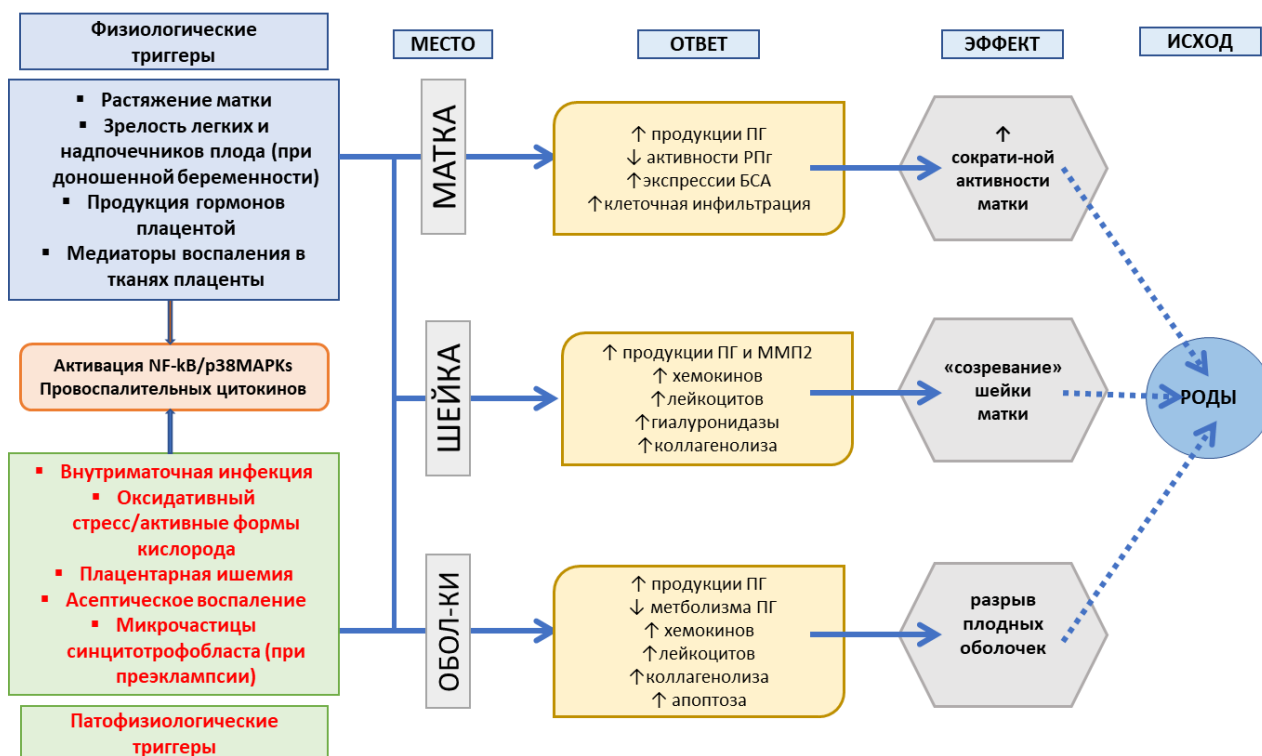 Физиологические
триггеры
МЕСТО
ОТВЕТ
ЭФФЕКТ
ИСХОД
▪ Растяжение матки
▪ Зрелость легких и
надпочечников плода (при
доношенной беременности)
▪ Продукция гормонов
плацентой
▪ Медиаторы воспаления в
тканях плаценты
Активация NF-kB/p38MAPKs
Провоспалительных цитокинов
▪ Внутриматочная инфекция
▪ Оксидативный
стресс/активные формы
кислорода
▪ Плацентарная ишемия
▪ Асептическое воспаление
▪ Микрочастицы
синцитотрофобласта (при
преэклампсии)
Патофизиологические
триггеры
МАТКА
↑ продукции ПГ
↓ активности РПг
↑экспрессии БСА
↑клеточная инфильтрация
↑
сократи-ной
активности
матки
ШЕЙКА
↑ продукции ПГ и ММП2
↑ хемокинов
↑лейкоцитов
↑гиалуронидазы
↑коллагенолиза
«созревание»
шейки
матки
ОБОЛ-КИ
↑ продукции ПГ
↓ метболизма ПГ
↑ хемокинов
↑лейкоцитов
↑коллагенолиза
↑ апоптоза
разрыв
плодных
оболочек
РОДЫ